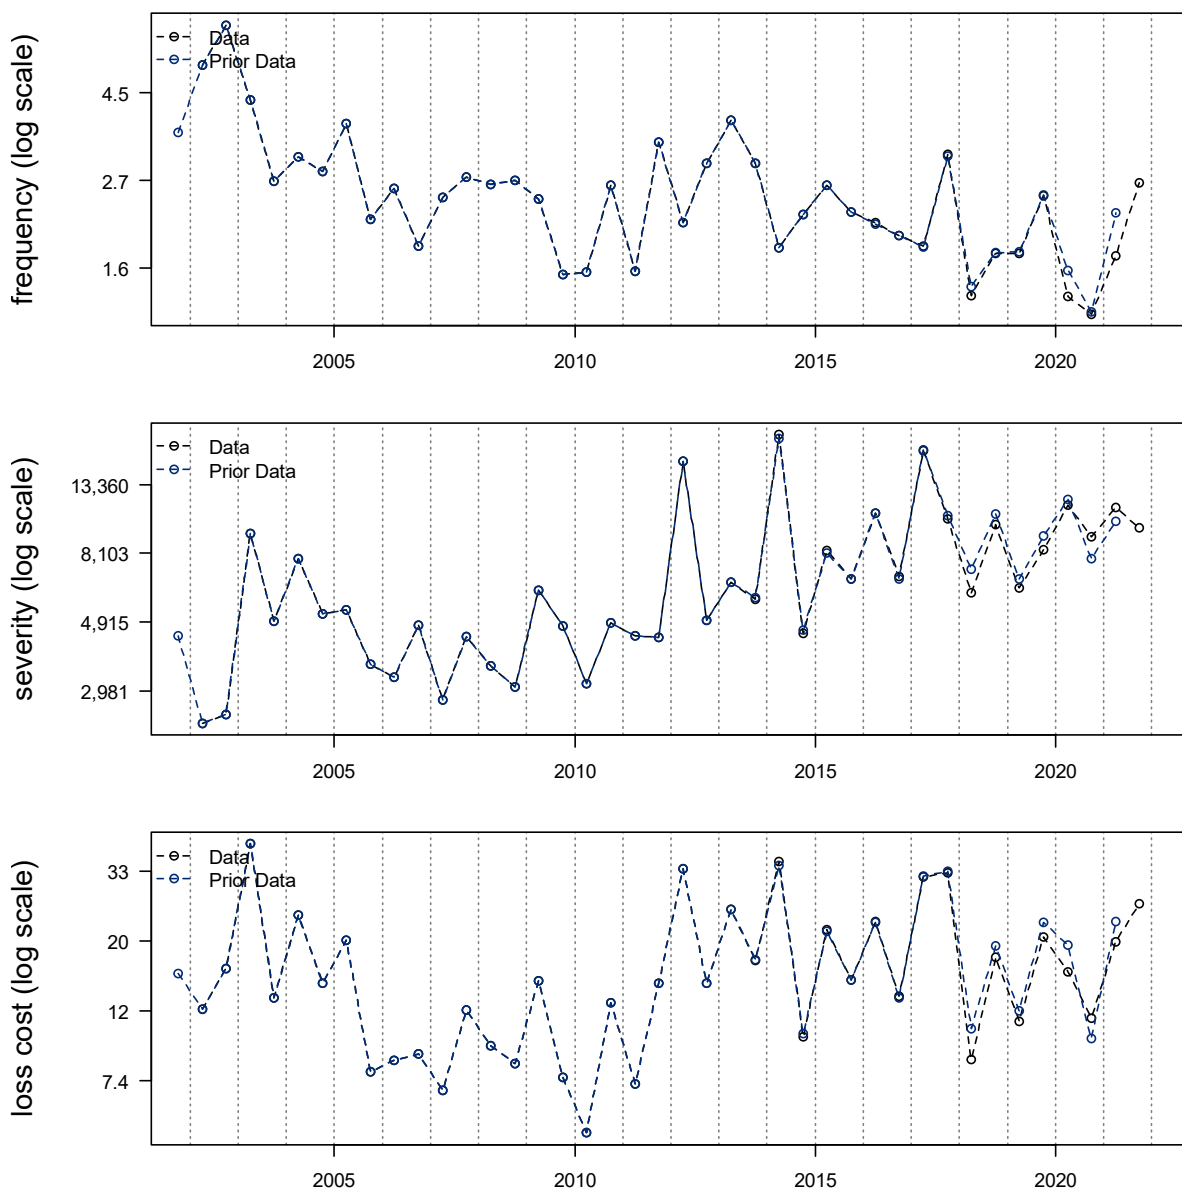 frequency (log scale)
Data
Prior Data
4.5
2.7
1.6
2005 2010 2015 2020
severity (log scale)
Data
Prior Data
13,360
8,103
4,915
2,981
2005 2010 2015 2020
loss cost (log scale)
Data
Prior Data
33
20
12
7.4
2005 2010 2015 2020